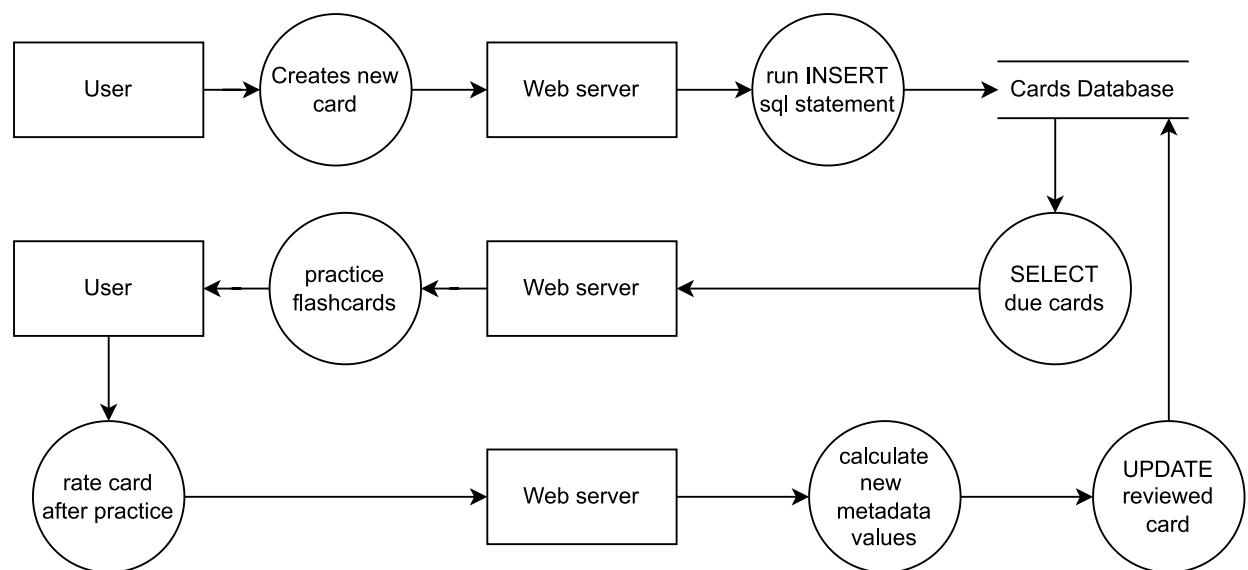 User
Creates new
card
Web server
run INSERT
sql statement
Cards Database
User
practice
flashcards
Web server
SELECT
due cards
rate card
after practice
Web server
calculate
new
metadata
values
UPDATE
reviewed
card